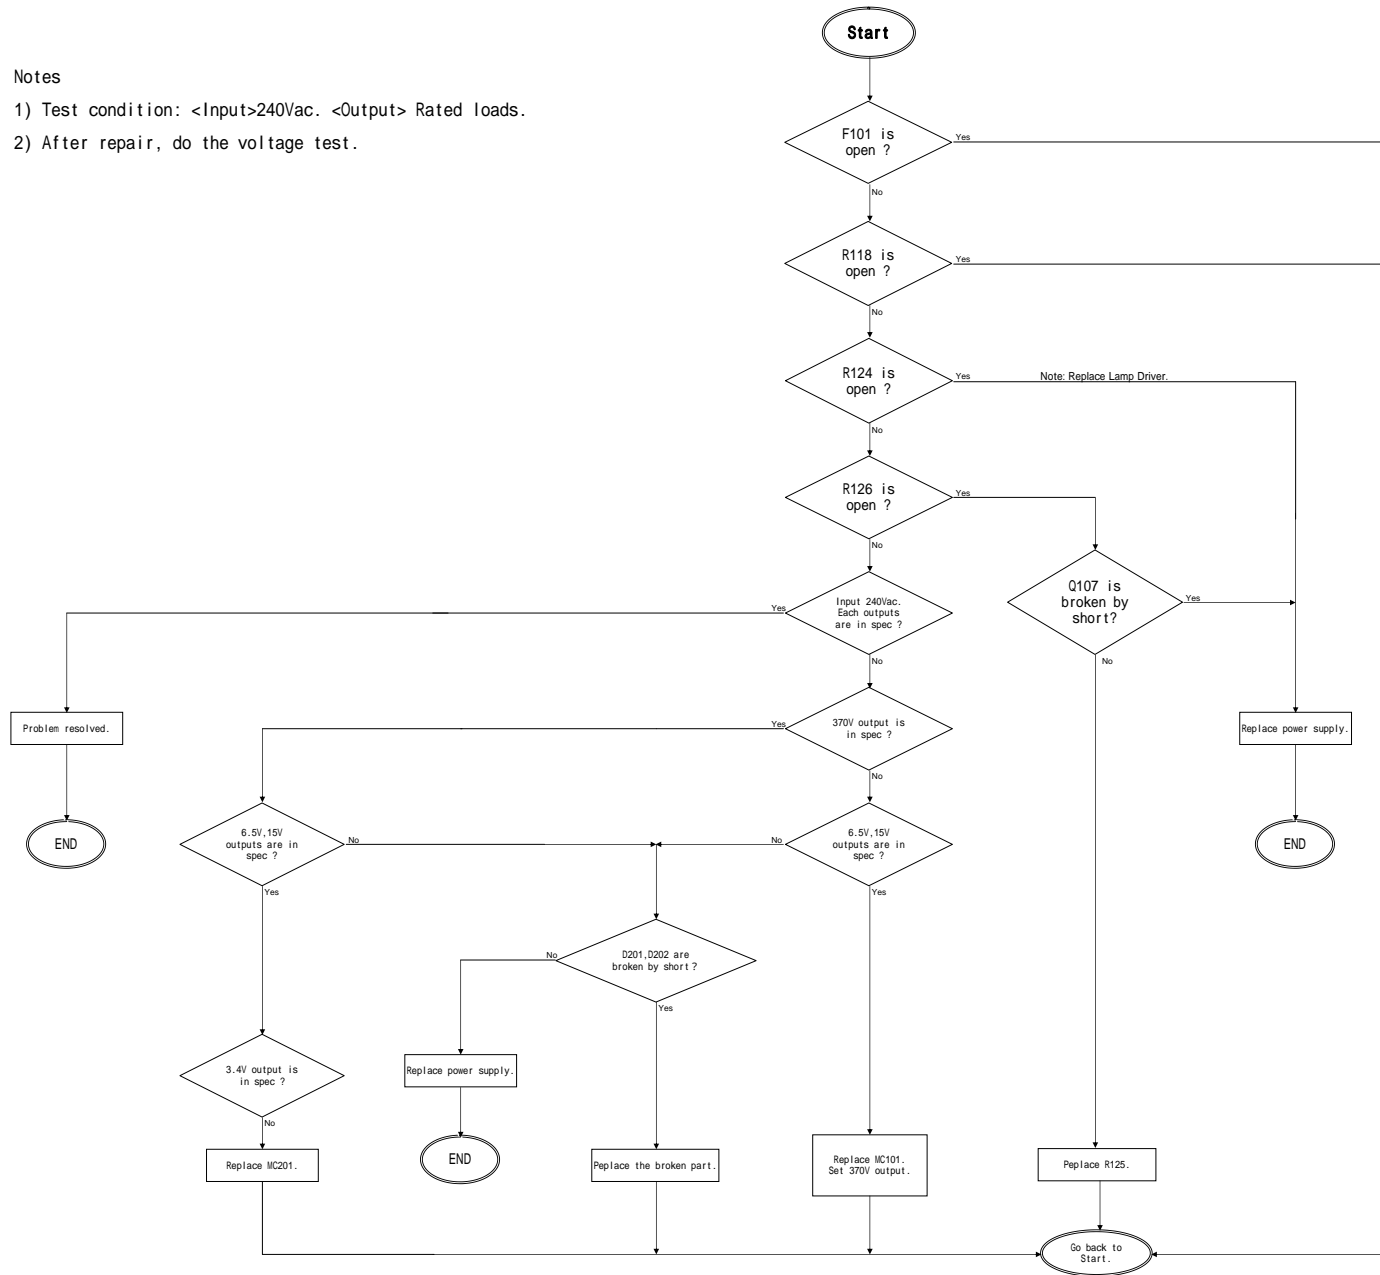 Start
Notes
1) Test condition: <Input>240Vac. <Output> Rated loads.
2) After repair, do the voltage test.
F101 is
open ?
Yes
No
R118 is
open ?
Yes
No
R124 is
open ?
Yes
Note: Replace Lamp Driver.
No
R126 is
open ?
Yes
No
Q107 is
broken by
short?
Yes
No
Input 240Vac.
Each outputs
are in spec ?
Yes
No
Problem resolved.
370V output is
in spec ?
Yes
No
Replace power supply.
END
6.5V,15V
outputs are in
spec ?
No
Yes
6.5V,15V
outputs are in
spec ?
No
Yes
END
D201,D202 are
broken by short ?
No
Yes
3.4V output is
in spec ?
No
Replace power supply.
END
Replace MC201.
Peplace the broken part.
Replace MC101.
Set 370V output.
Peplace R125.
Go back to
Start.